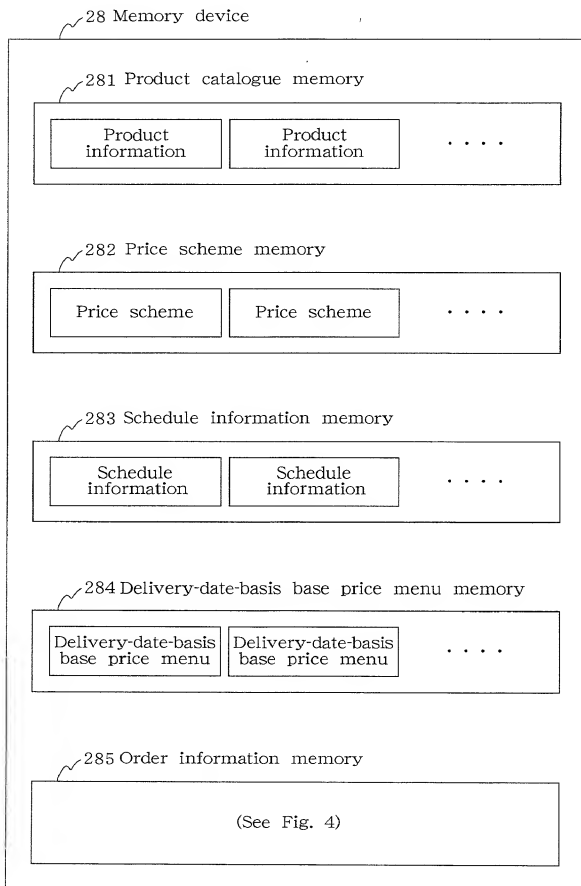 28 Memory device
281 Product catalogue memory
Product information
Product information
· · · ·
282 Price scheme memory
Price scheme
Price scheme
· · · ·
283 Schedule information memory
Schedule information
Schedule information
· · · ·
284 Delivery-date-basis base price menu memory
Delivery-date-basis base price menu
Delivery-date-basis base price menu
· · · ·
285 Order information memory
(See Fig. 4)